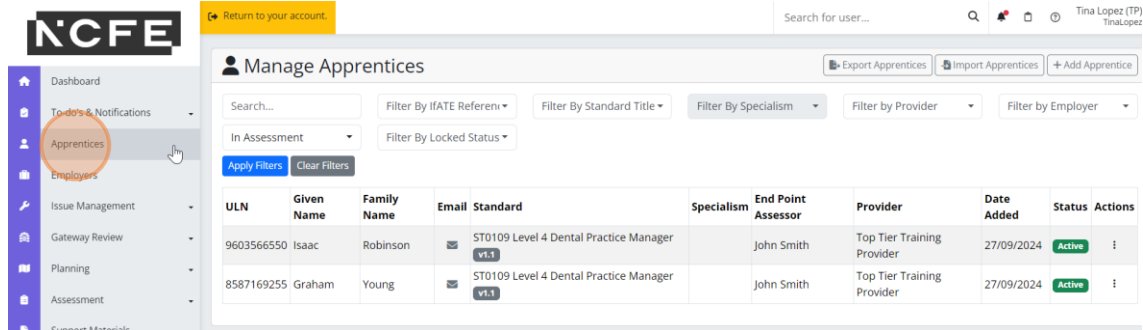 NCFE
Return to your account.
Search for user...
Tina Lopez (TP)
TinaLopez
Dashboard
To-do's & Notifications
Apprentices
Employers
Issue Management
Gateway Review
Planning
Assessment
Support Materials
Manage Apprentices
Export Apprentices
Import Apprentices
+ Add Apprentice
Search...
Filter By IfATE Referenc
Filter By Standard Title
Filter By Specialism
Filter by Provider
Filter by Employer
In Assessment
Filter By Locked Status
Apply Filters
Clear Filters
ULN Given Name Family Name Email Standard Specialism End Point Assessor Provider Date Added Status Actions
9603566550 Isaac Robinson ST0109 Level 4 Dental Practice Manager v1.1 John Smith Top Tier Training Provider 27/09/2024 Active
8587169255 Graham Young ST0109 Level 4 Dental Practice Manager v1.1 John Smith Top Tier Training Provider 27/09/2024 Active